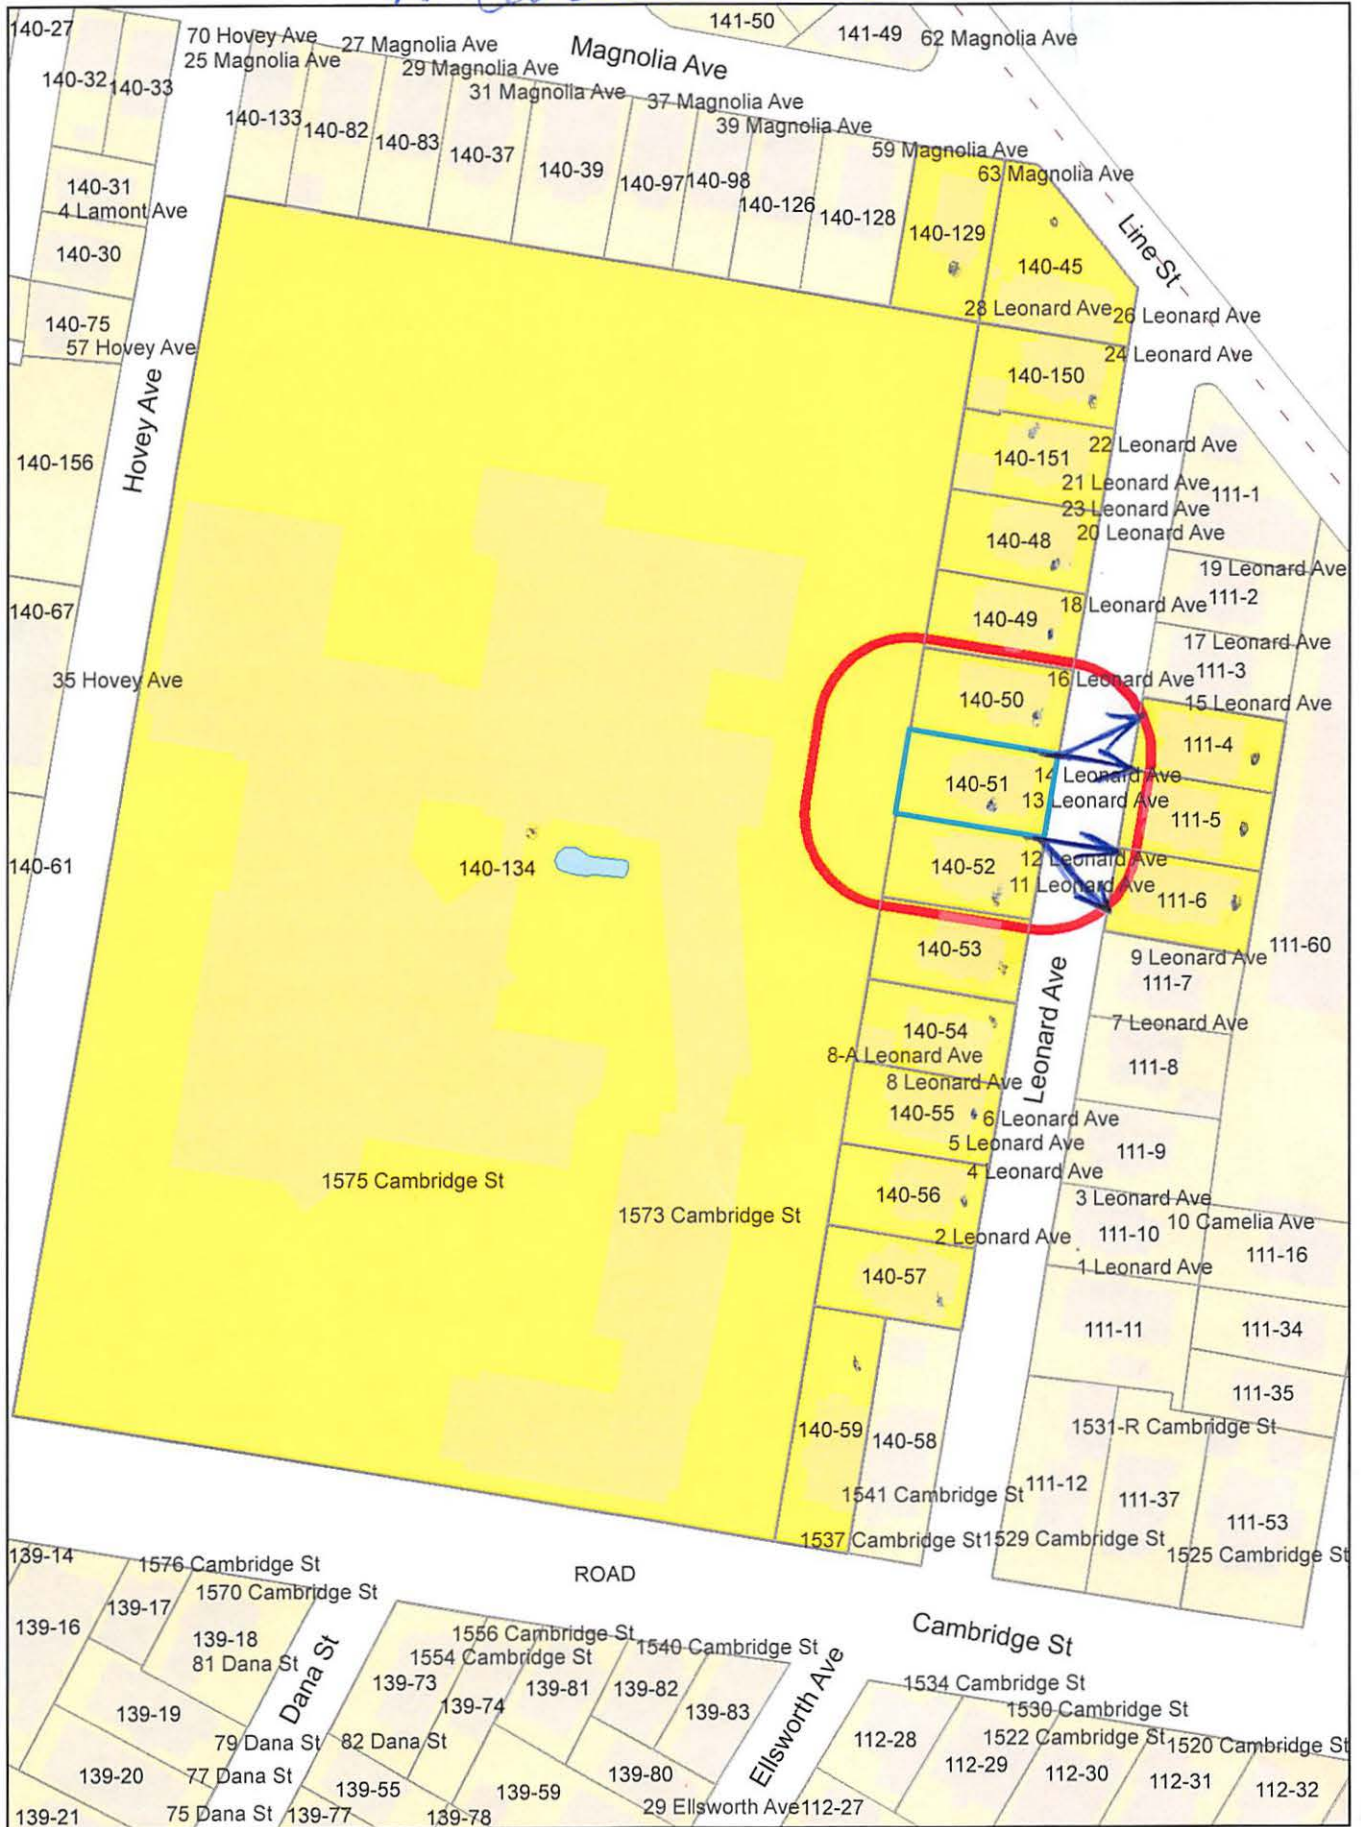 141-50
140-27
70 Hovey Ave
27 Magnolia Ave
Magnolia Ave
141-49
62 Magnolia Ave
25 Magnolia Ave
29 Magnolia Ave
140-32
140-33
31 Magnolia Ave
37 Magnolia Ave
140-133
140-82
140-83
140-37
39 Magnolia Ave
59 Magnolia Ave
63 Magnolia Ave
140-39
140-97
140-98
140-126
140-128
140-129
140-31
4 Lamont Ave
140-30
Line St
140-45
28 Leonard Ave
26 Leonard Ave
140-75
57 Hovey Ave
24 Leonard Ave
140-150
Hovey Ave
140-156
22 Leonard Ave
140-151
21 Leonard Ave
111-1
23 Leonard Ave
20 Leonard Ave
140-48
19 Leonard Ave
111-2
140-67
18 Leonard Ave
140-49
17 Leonard Ave
111-3
35 Hovey Ave
16 Leonard Ave
140-50
15 Leonard Ave
111-4
14 Leonard Ave
140-51
13 Leonard Ave
111-5
140-61
140-134
12 Leonard Ave
140-52
11 Leonard Ave
111-6
140-53
111-60
9 Leonard Ave
111-7
Leonard Ave
7 Leonard Ave
140-54
8-A Leonard Ave
111-8
8 Leonard Ave
140-55
6 Leonard Ave
5 Leonard Ave
111-9
4 Leonard Ave
1575 Cambridge St
140-56
3 Leonard Ave
1573 Cambridge St
10 Camelia Ave
2 Leonard Ave
111-10
111-16
1 Leonard Ave
140-57
111-11
111-34
111-35
140-59
140-58
1531-R Cambridge St
1541 Cambridge St
111-12
111-37
111-53
1537 Cambridge St
1529 Cambridge St
1525 Cambridge St
139-14
1576 Cambridge St
ROAD
1570 Cambridge St
139-17
139-16
139-18
Cambridge St
1556 Cambridge St
1540 Cambridge St
1554 Cambridge St
81 Dana St
Dana St
139-73
139-74
139-81
139-82
139-83
Ellsworth Ave
1534 Cambridge St
1530 Cambridge St
139-19
79 Dana St
82 Dana St
112-28
1522 Cambridge St
1520 Cambridge St
139-20
77 Dana St
139-55
139-59
139-80
112-29
112-30
112-31
112-32
139-21
75 Dana St
139-77
139-78
29 Ellsworth Ave
112-27